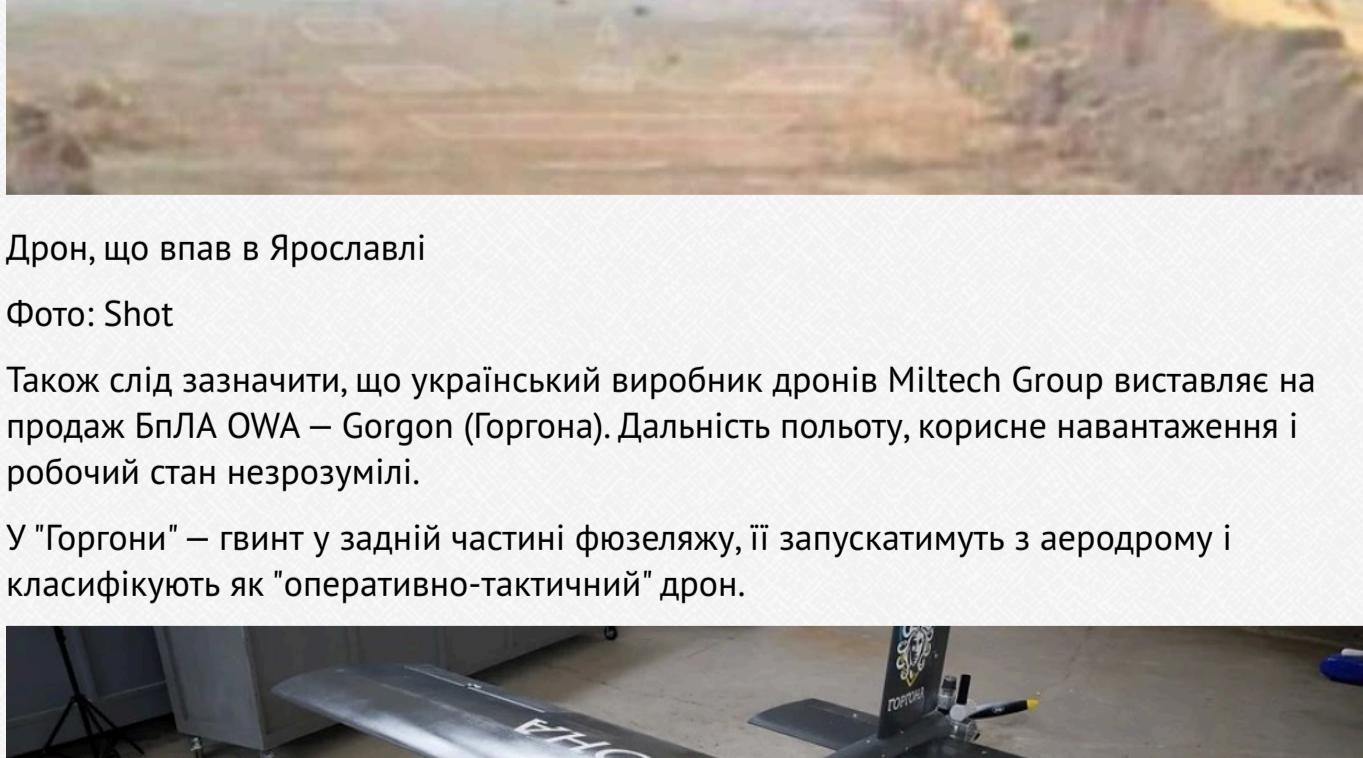 Дрон, що впав в Ярославлі
Фото: Shot
Також слід зазначити, що український виробник дронів Miltech Group виставляє на
продаж БпЛА OWA — Gorgon (Горгона). Дальність польоту, корисне навантаження і
робочий стан незрозумілі.
У "Горгони" — гвинт у задній частині фюзеляжу, її запускатимуть з аеродрому і
класифікують як "оперативно-тактичний" дрон.
ГОРГОНА
ОНА